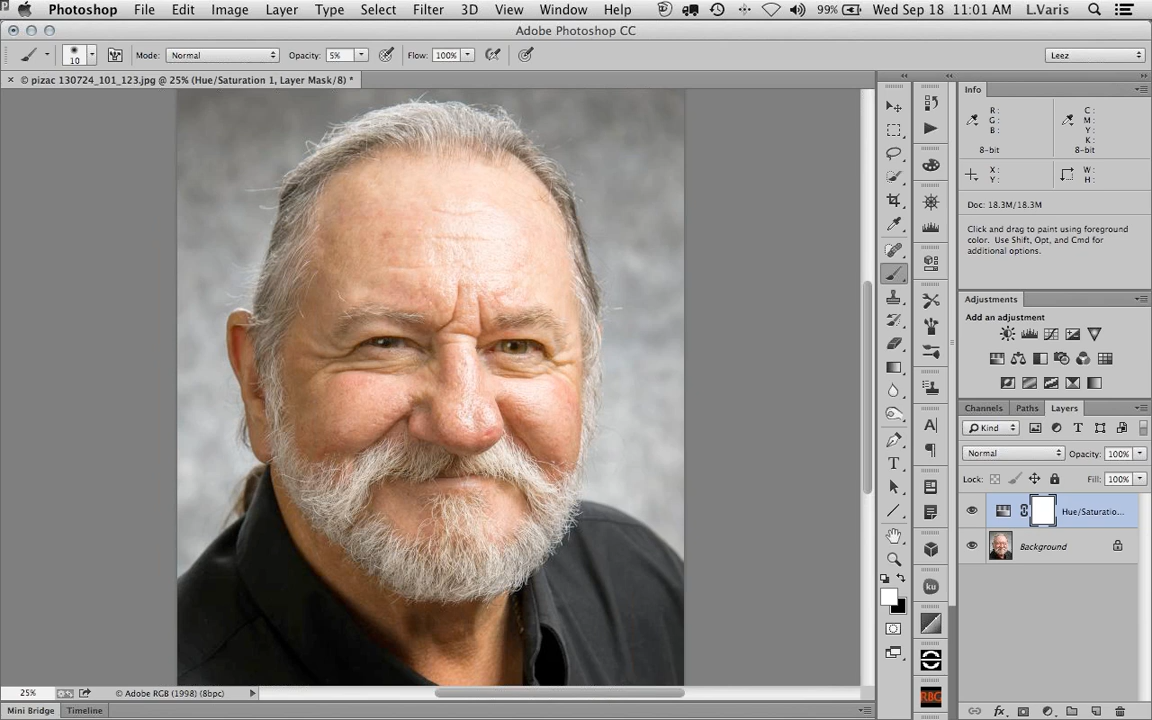 Photoshop File Edit Image Layer Type Select Filter 3D View Window Help 99% Wed Sep 18 11:01 AM L.Varis
Adobe Photoshop CC
10 Mode: Normal Opacity: 5% Flow: 100% Leez
× © pizac 130724_101_123.jpg @ 25% (Hue/Saturation 1, Layer Mask/8) *
Info
R: C:
G: M:
B: Y:
K:
8-bit 8-bit
X: W:
Y: H:
Doc: 18.3M/18.3M
Click and drag to paint using foreground
color. Use Shift, Opt, and Cmd for
additional options.
Adjustments
Add an adjustment
Channels Paths Layers
Kind
Normal Opacity: 100%
Lock: Fill: 100%
Hue/Saturatio...
Background
A
ku
RBG
fx
25% © Adobe RGB (1998) (8bpc)
Mini Bridge Timeline